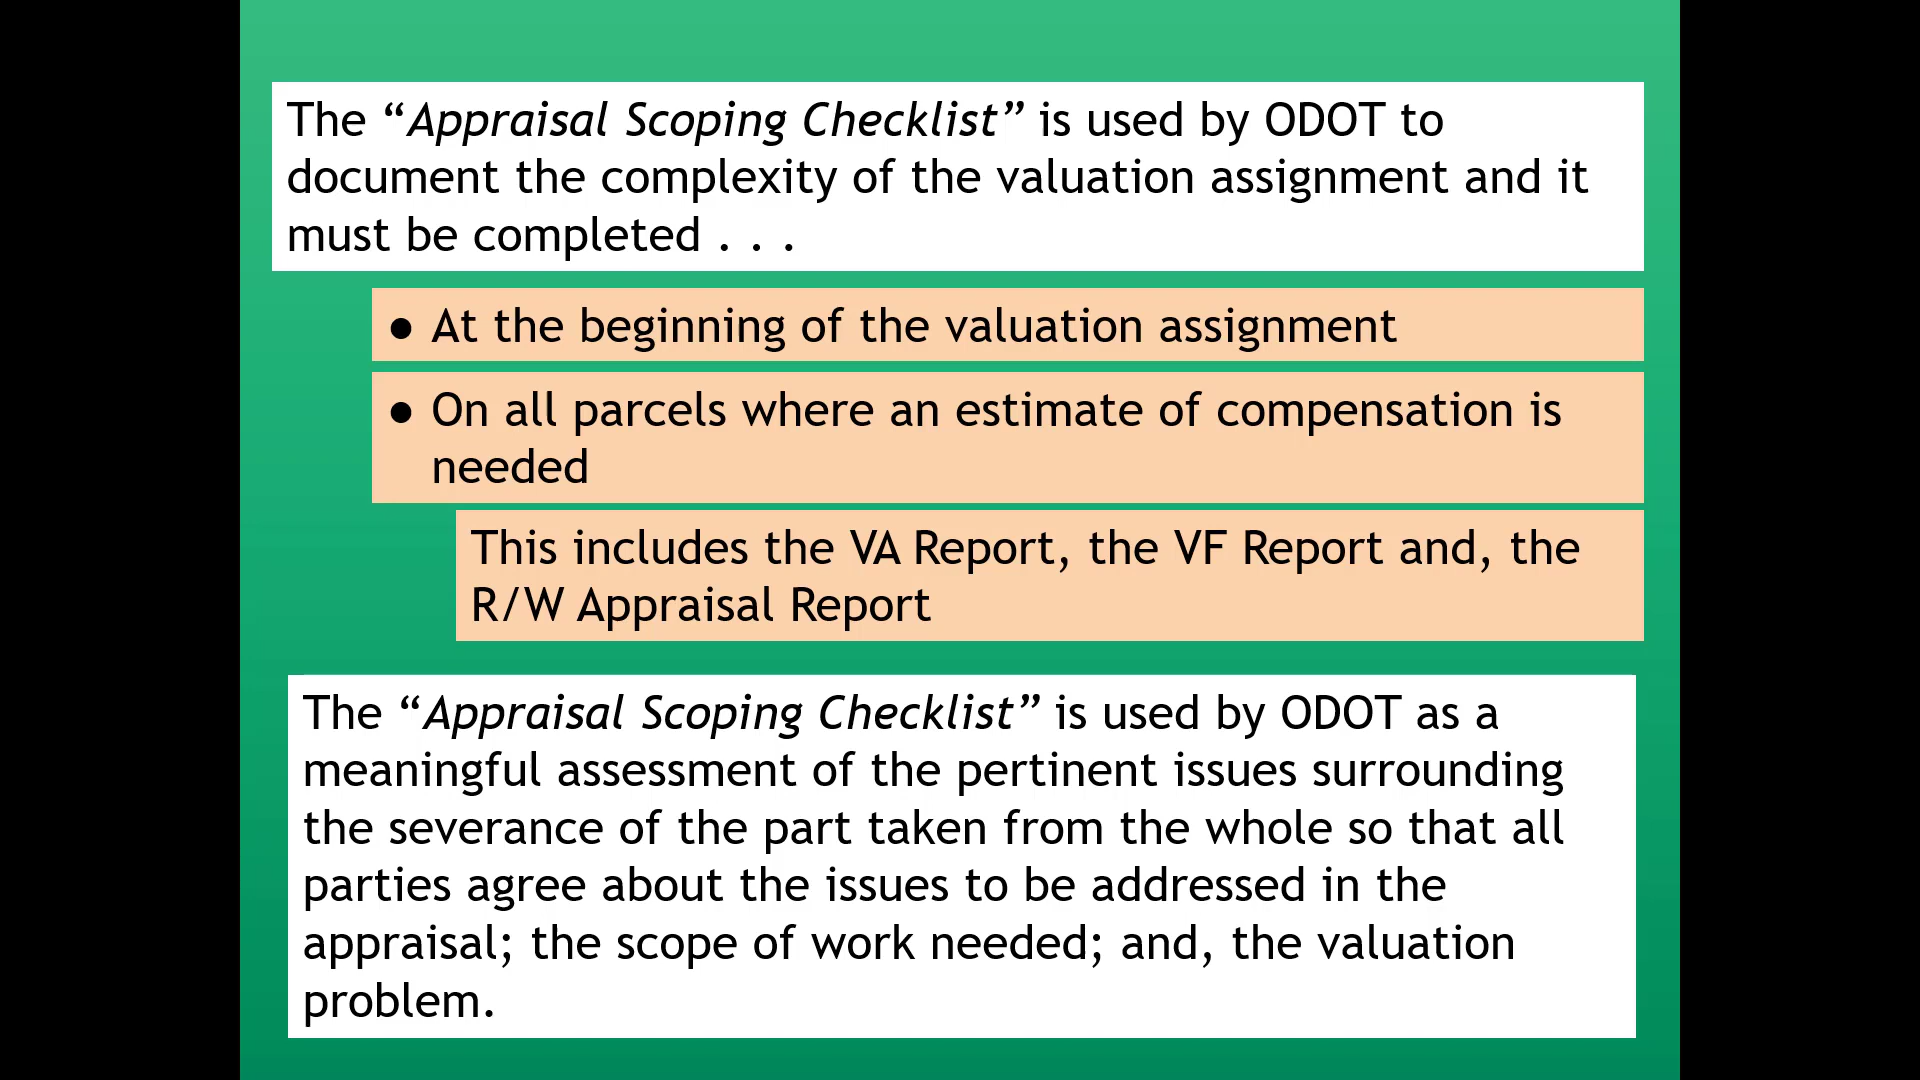 The “Appraisal Scoping Checklist” is used by ODOT to
document the complexity of the valuation assignment and it
must be completed . . .
● At the beginning of the valuation assignment
● On all parcels where an estimate of compensation is
needed
This includes the VA Report, the VF Report and, the
R/W Appraisal Report
The “Appraisal Scoping Checklist” is used by ODOT as a
meaningful assessment of the pertinent issues surrounding
the severance of the part taken from the whole so that all
parties agree about the issues to be addressed in the
appraisal; the scope of work needed; and, the valuation
problem.